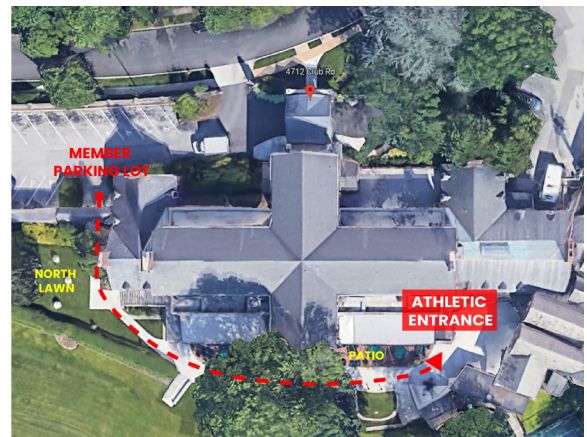 4712 Club Rd
MEMBER
PARKING LOT
NORTH
LAWN
ATHLETIC
ENTRANCE
PATIO